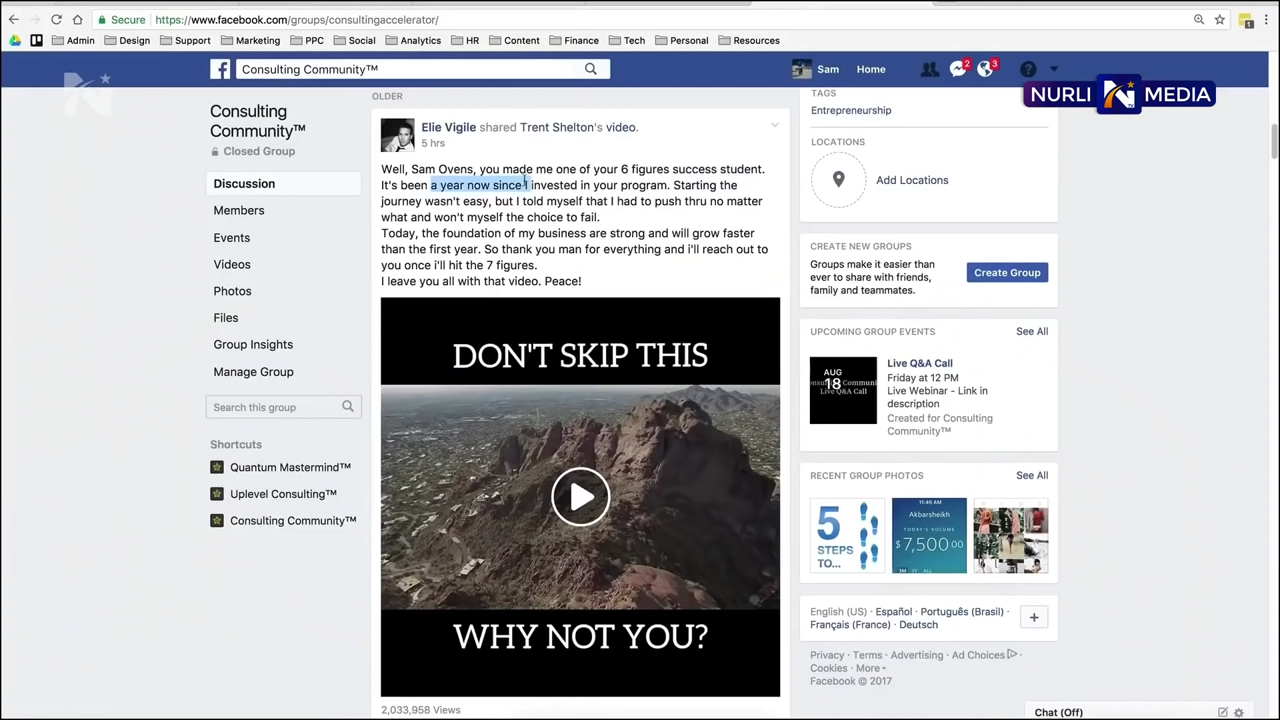 Secure
https://www.facebook.com/groups/consultingaccelerator/
Admin
Design
Support
Marketing
PPC
Social
Analytics
HR
Content
Finance
Tech
Personal
Resources
Consulting Community™
Sam
Home
2
3
NURLI N MEDIA
Consulting
Community™
Closed Group
Discussion
Members
Events
Videos
Photos
Files
Group Insights
Manage Group
Search this group
Shortcuts
Quantum Mastermind™
Uplevel Consulting™
Consulting Community™
OLDER
Elie Vigile shared Trent Shelton's video.
5 hrs
Well, Sam Ovens, you made me one of your 6 figures success student.
It's been a year now since I invested in your program. Starting the
journey wasn't easy, but I told myself that I had to push thru no matter
what and won't myself the choice to fail.
Today, the foundation of my business are strong and will grow faster
than the first year. So thank you man for everything and i'll reach out to
you once i'll hit the 7 figures.
I leave you all with that video. Peace!
DON'T SKIP THIS
WHY NOT YOU?
2,033,958 Views
TAGS
Entrepreneurship
LOCATIONS
Add Locations
CREATE NEW GROUPS
Groups make it easier than
ever to share with friends,
family and teammates.
Create Group
UPCOMING GROUP EVENTS
See All
AUG
18
Live Q&A Call
Live Q&A Call
Friday at 12 PM
Live Webinar - Link in
description
Created for Consulting
Community™
RECENT GROUP PHOTOS
See All
5
STEPS
TO...
11:46 AM
Akbarsheikh
TODAY'S VOLUME
$7,500.00
English (US) · Español · Português (Brasil) ·
Français (France) · Deutsch
Privacy · Terms · Advertising · Ad Choices
Cookies · More
Facebook © 2017
Chat (Off)